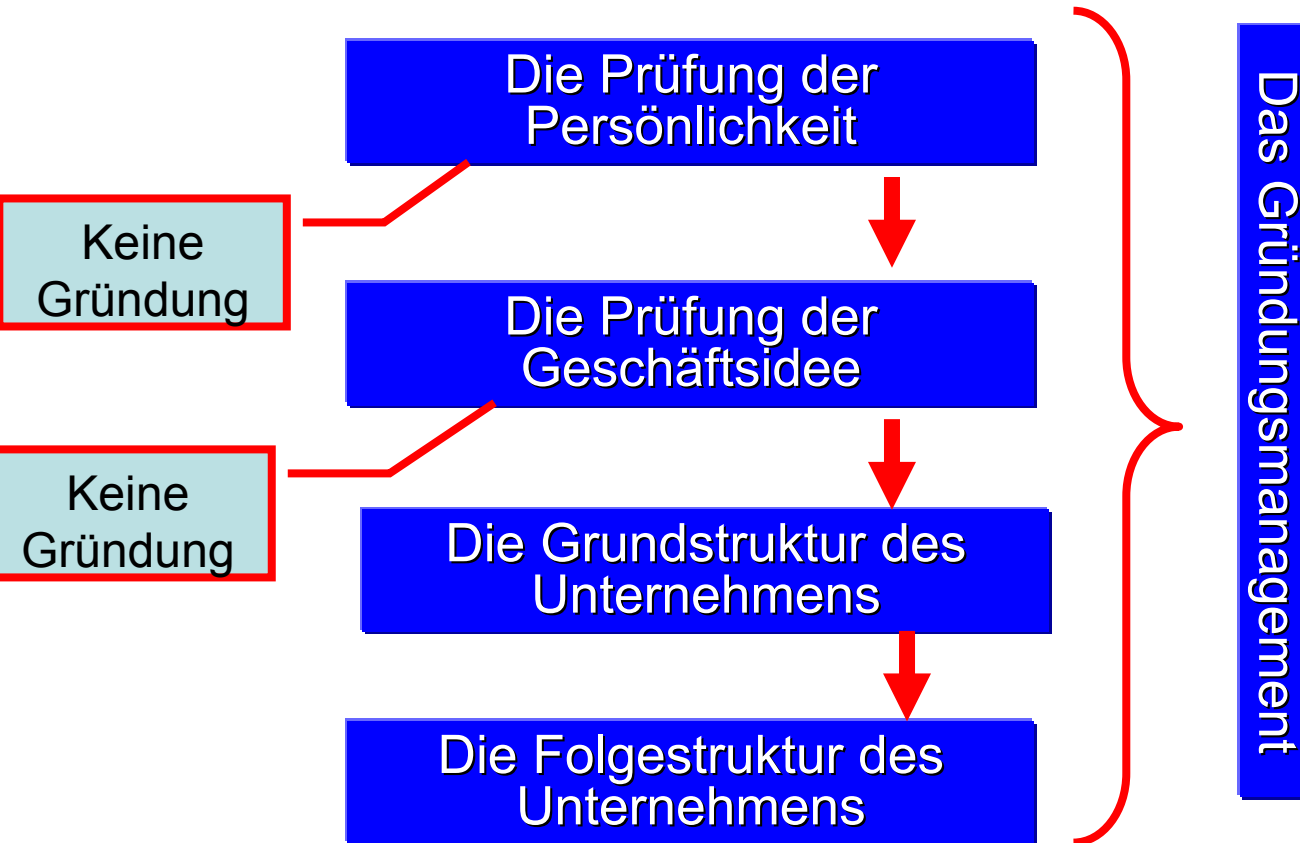 Die Prüfung der
Persönlichkeit
Keine
Gründung
Die Prüfung der
Geschäftsidee
Keine
Gründung
Die Grundstruktur des
Unternehmens
Die Folgestruktur des
Unternehmens
Das Gründungsmanagement